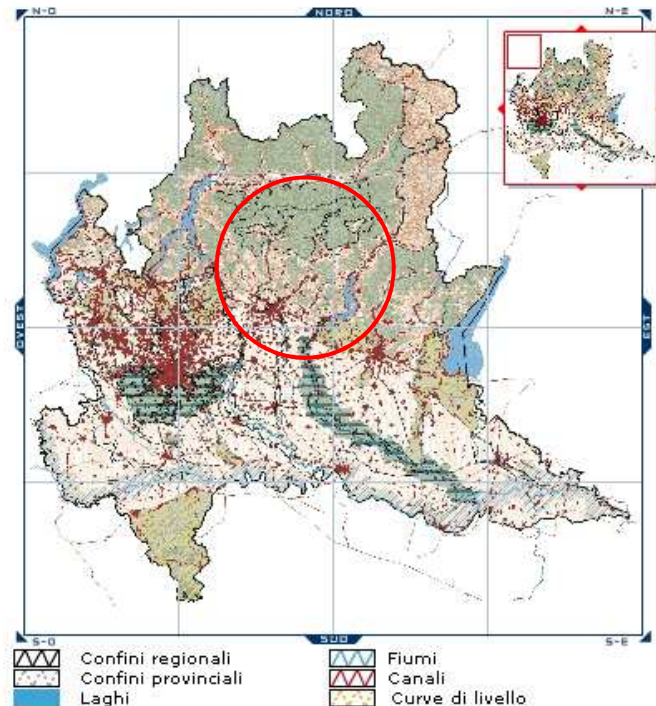 N-O NORD N-E
OVEST
EST
S-O SUD S-E
Confini regionali Fiumi
Confini provinciali Canali
Laghi Curve di livello